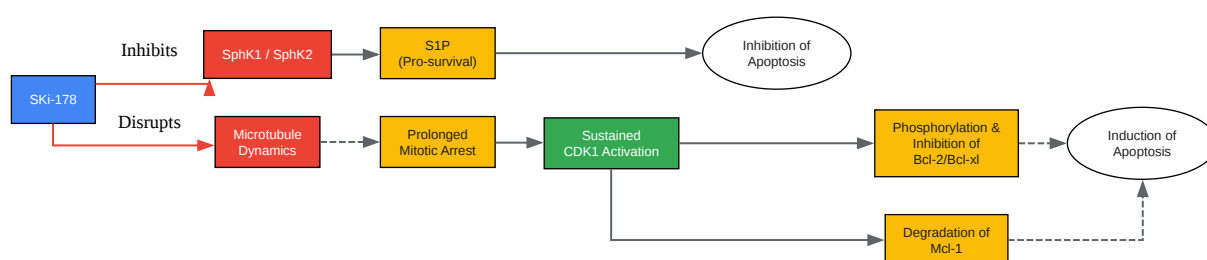 Inhibits
SphK1 / SphK2
S1P
(Pro-survival)
Inhibition of
Apoptosis
SKi-178
Disrupts
Microtubule
Dynamics
Prolonged
Mitotic Arrest
Sustained
CDK1 Activation
Phosphorylation &
Inhibition of
Bcl-2/Bcl-xl
Induction of
Apoptosis
Degradation of
Mcl-1